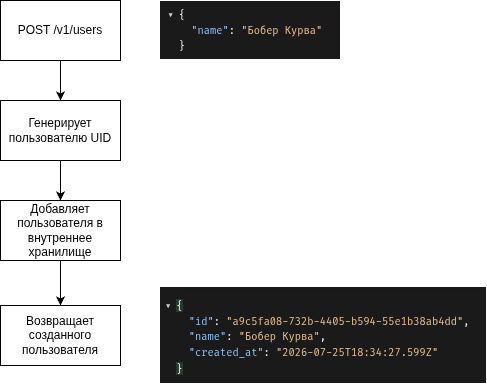 POST /v1/users
{
"name": "Бобер Курва"
}
Генерирует
пользователю UID
Добавляет
пользователя в
внутреннее
хранилище
Возвращает
созданного
пользователя
{
"id": "a9c5fa08-732b-4405-b594-55e1b38ab4dd",
"name": "Бобер Курва",
"created_at": "2026-07-25T18:34:27.599Z"
}